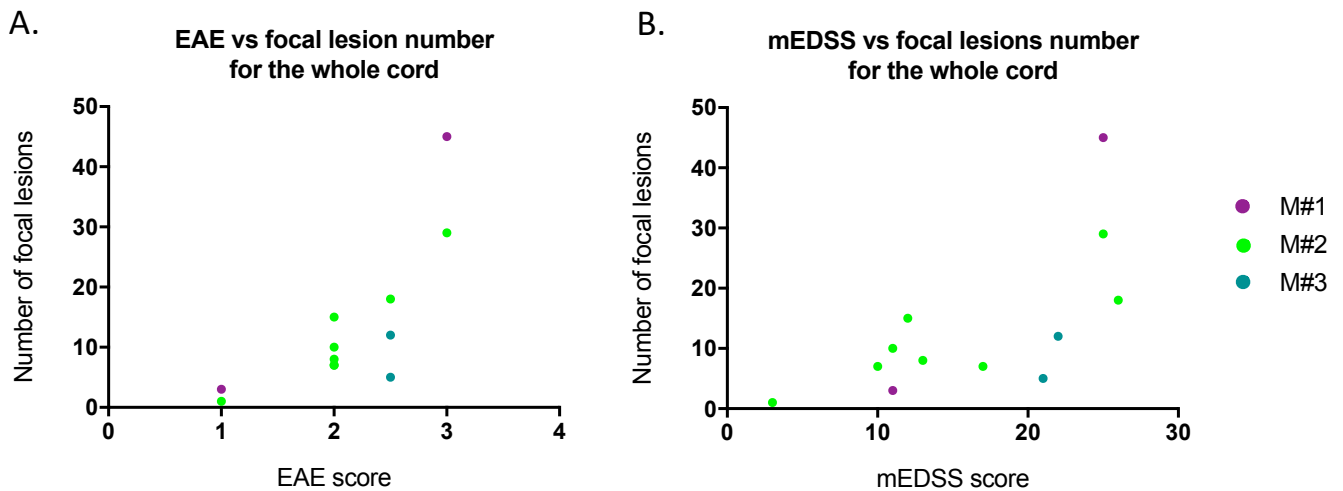 A.
EAE vs focal lesion number
for the whole cord
Number of focal lesions
50
40
30
20
10
0
0 1 2 3 4
EAE score
B.
mEDSS vs focal lesions number
for the whole cord
Number of focal lesions
50
40
30
20
10
0
0 10 20 30
mEDSS score
M#1
M#2
M#3